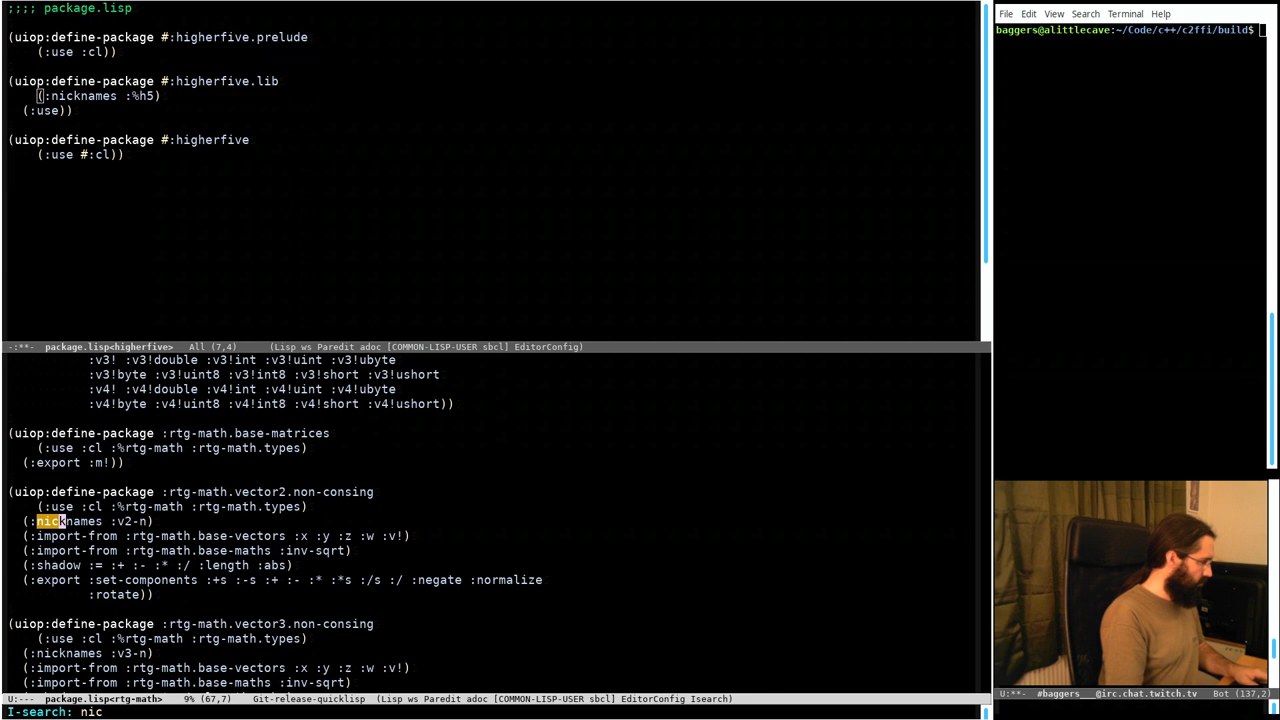 ;;;; package.lisp
(uiop:define-package #:higherfive.prelude
(:use :cl))
(uiop:define-package #:higherfive.lib
(:nicknames :%h5)
(:use))
(uiop:define-package #:higherfive
(:use #:cl))
-:**-  package.lisp<higherfive>   All (7,4)     (Lisp ws Paredit adoc [COMMON-LISP-USER sbcl] EditorConfig)
:v3! :v3!double :v3!int :v3!uint :v3!ubyte
:v3!byte :v3!uint8 :v3!int8 :v3!short :v3!ushort
:v4! :v4!double :v4!int :v4!uint :v4!ubyte
:v4!byte :v4!uint8 :v4!int8 :v4!short :v4!ushort))
(uiop:define-package :rtg-math.base-matrices
(:use :cl :%rtg-math :rtg-math.types)
(:export :m!))
(uiop:define-package :rtg-math.vector2.non-consing
(:use :cl :%rtg-math :rtg-math.types)
(:nicknames :v2-n)
(:import-from :rtg-math.base-vectors :x :y :z :w :v!)
(:import-from :rtg-math.base-maths :inv-sqrt)
(:shadow := :+ :- :* :/ :length :abs)
(:export :set-components :+s :-s :+ :- :* :*s :/s :/ :negate :normalize
:rotate))
(uiop:define-package :rtg-math.vector3.non-consing
(:use :cl :%rtg-math :rtg-math.types)
(:nicknames :v3-n)
(:import-from :rtg-math.base-vectors :x :y :z :w :v!)
(:import-from :rtg-math.base-maths :inv-sqrt)
U:---  package.lisp<rtg-math>   9% (67,7)   Git-release-quicklisp  (Lisp ws Paredit adoc [COMMON-LISP-USER sbcl] EditorConfig Isearch)
I-search: nic
File Edit View Search Terminal Help
baggers@alittlecave:~/Code/c++/c2ffi/build$
U:**-  #baggers___@irc.chat.twitch.tv   Bot (137,2)